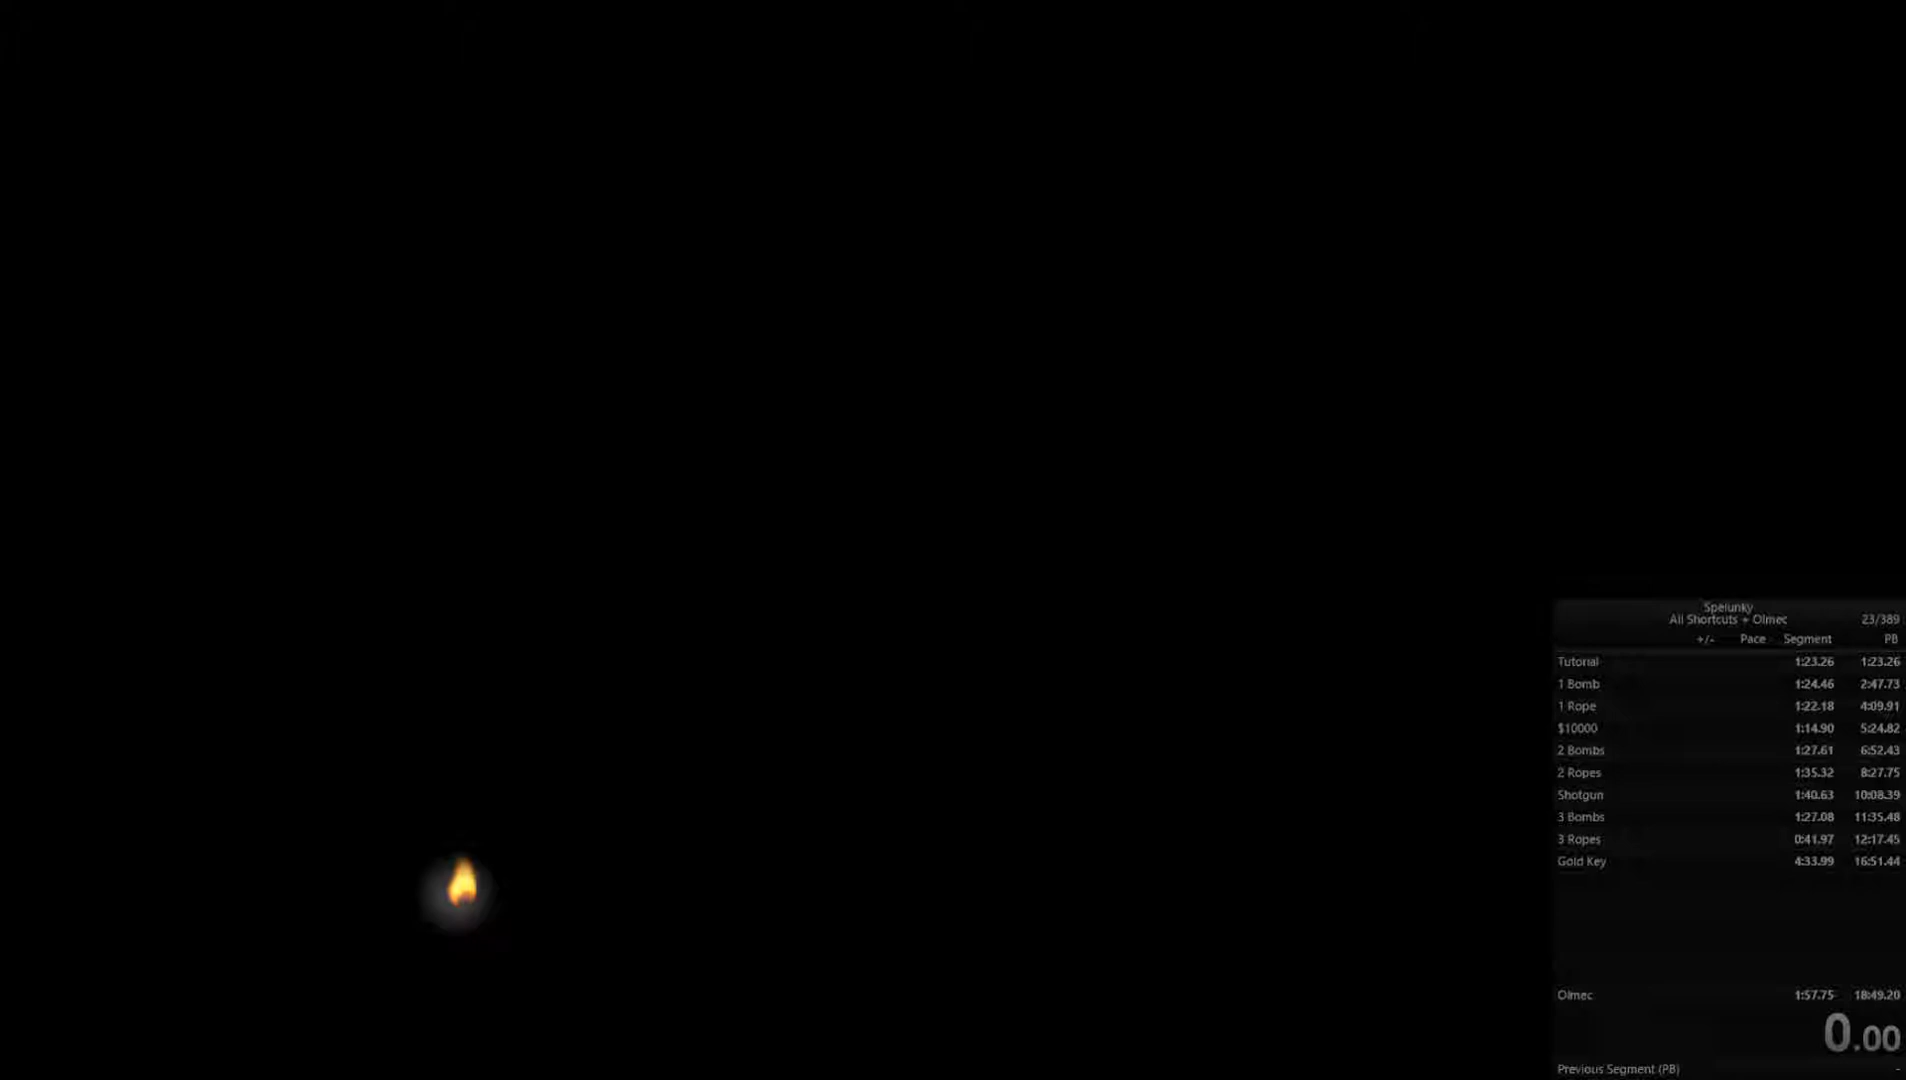 Spelunky
All Shortcuts + Olmec 23/389
+/- Pace Segment PB
Tutorial 1:23.26 1:23.26
1 Bomb 1:24.46 2:47.73
1 Rope 1:22.18 4:09.91
$10000 1:14.90 5:24.82
2 Bombs 1:27.61 6:52.43
2 Ropes 1:35.32 8:27.75
Shotgun 1:40.63 10:08.39
3 Bombs 1:27.08 11:35.48
3 Ropes 0:41.97 12:17.45
Gold Key 4:33.99 16:51.44
Olmec 1:57.75 18:49.20
0.00
Previous Segment (PB) -